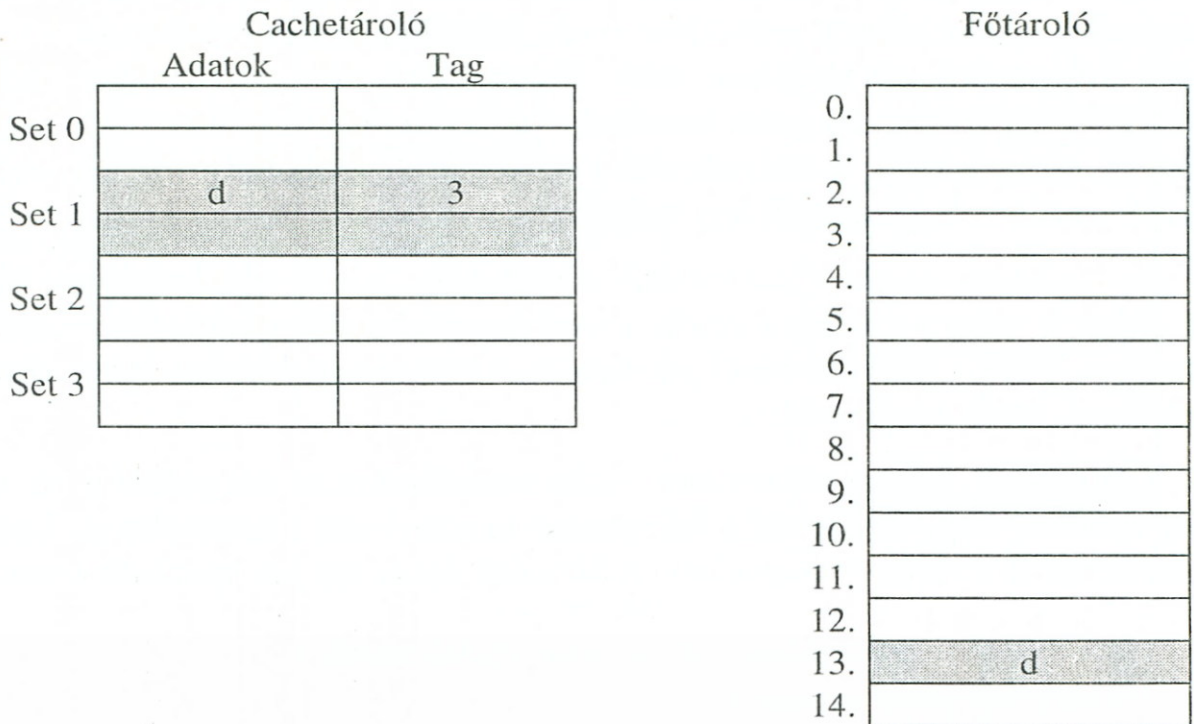 Cachetároló
Adatok Tag
Set 0
Set 1 d 3
Set 2
Set 3
Főtároló
0.
1.
2.
3.
4.
5.
6.
7.
8.
9.
10.
11.
12.
13. d
14.